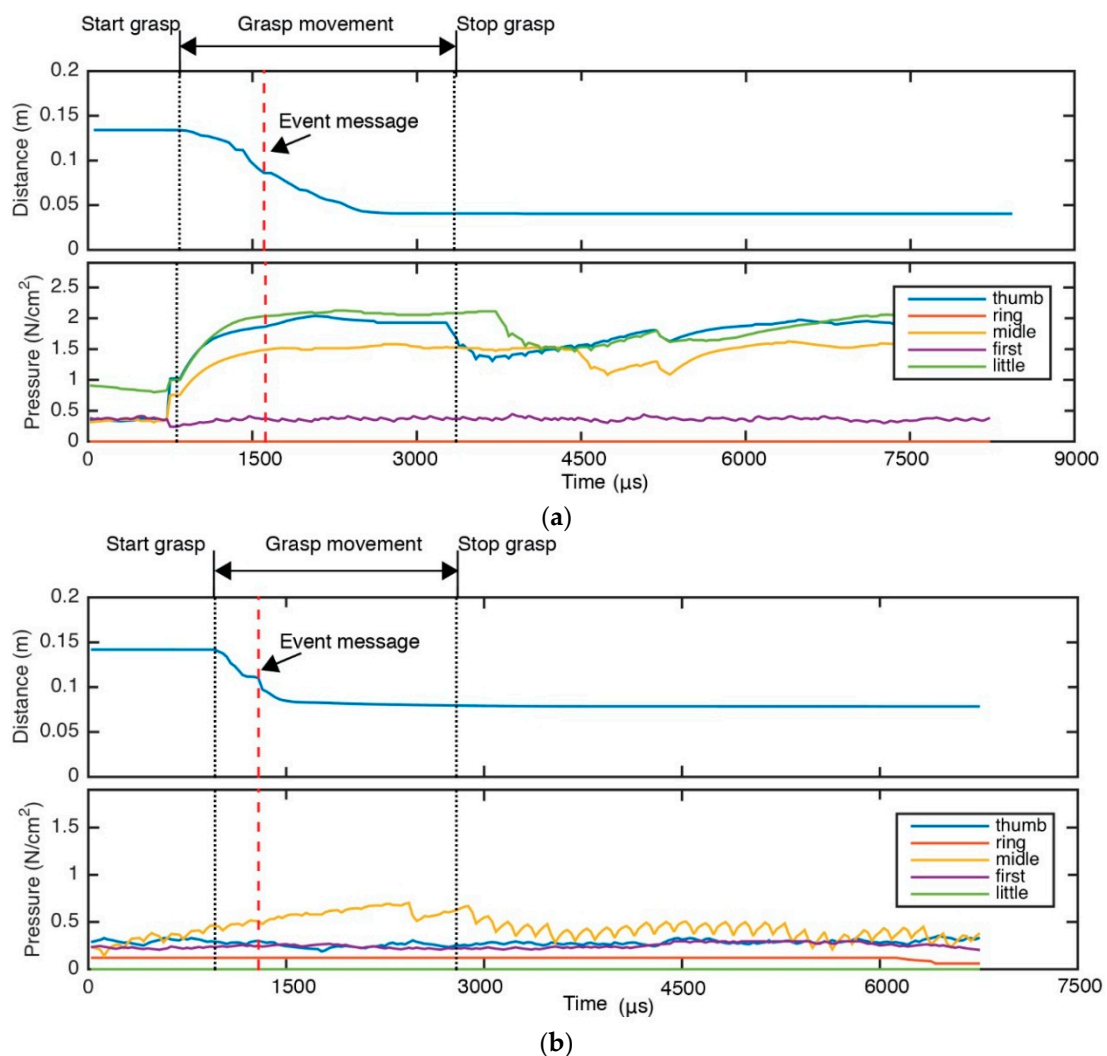 Start grasp Grasp movement Stop grasp
0.2
0.15
0.1
0.05
0
Distance (m)
Event message
2.5
2
1.5
1
0.5
0
Pressure (N/cm2)
thumb
ring
midle
first
little
0 1500 3000 4500 6000 7500 9000
Time (μs)
(a)
Start grasp Grasp movement Stop grasp
0.2
0.15
0.1
0.05
0
Distance (m)
Event message
1.5
1
0.5
0
Pressure (N/cm2)
thumb
ring
midle
first
little
0 1500 3000 4500 6000 7500
Time (μs)
(b)